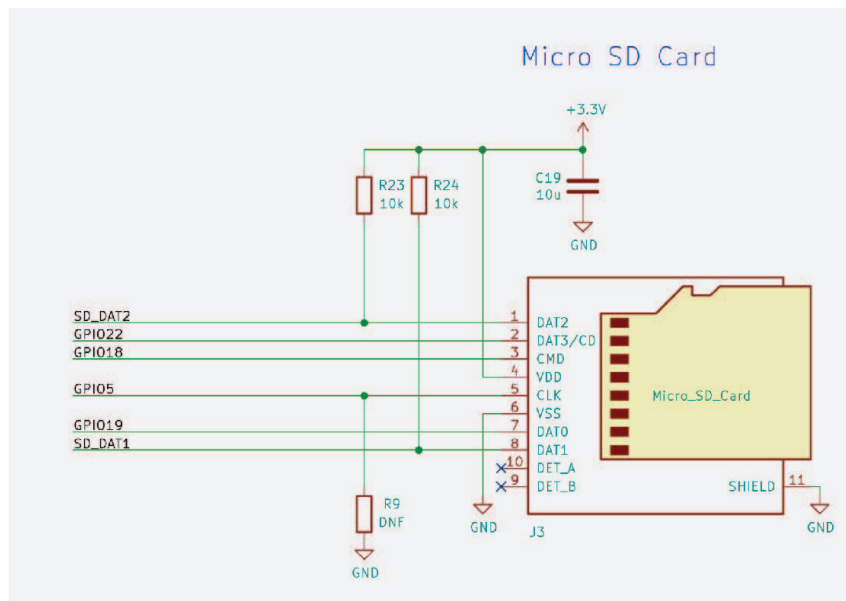 Micro SD Card
+3.3V
R23
10k
R24
10k
C19
10u
GND
SD_DAT2
1
DAT2
GPIO22
2
DAT3/CD
GPIO18
3
CMD
4
VDD
GPIO5
5
CLK
Micro_SD_Card
6
VSS
GPIO19
7
DAT0
SD_DAT1
8
DAT1
10
DET_A
9
DET_B
SHIELD
11
R9
DNF
GND
GND
J3
GND